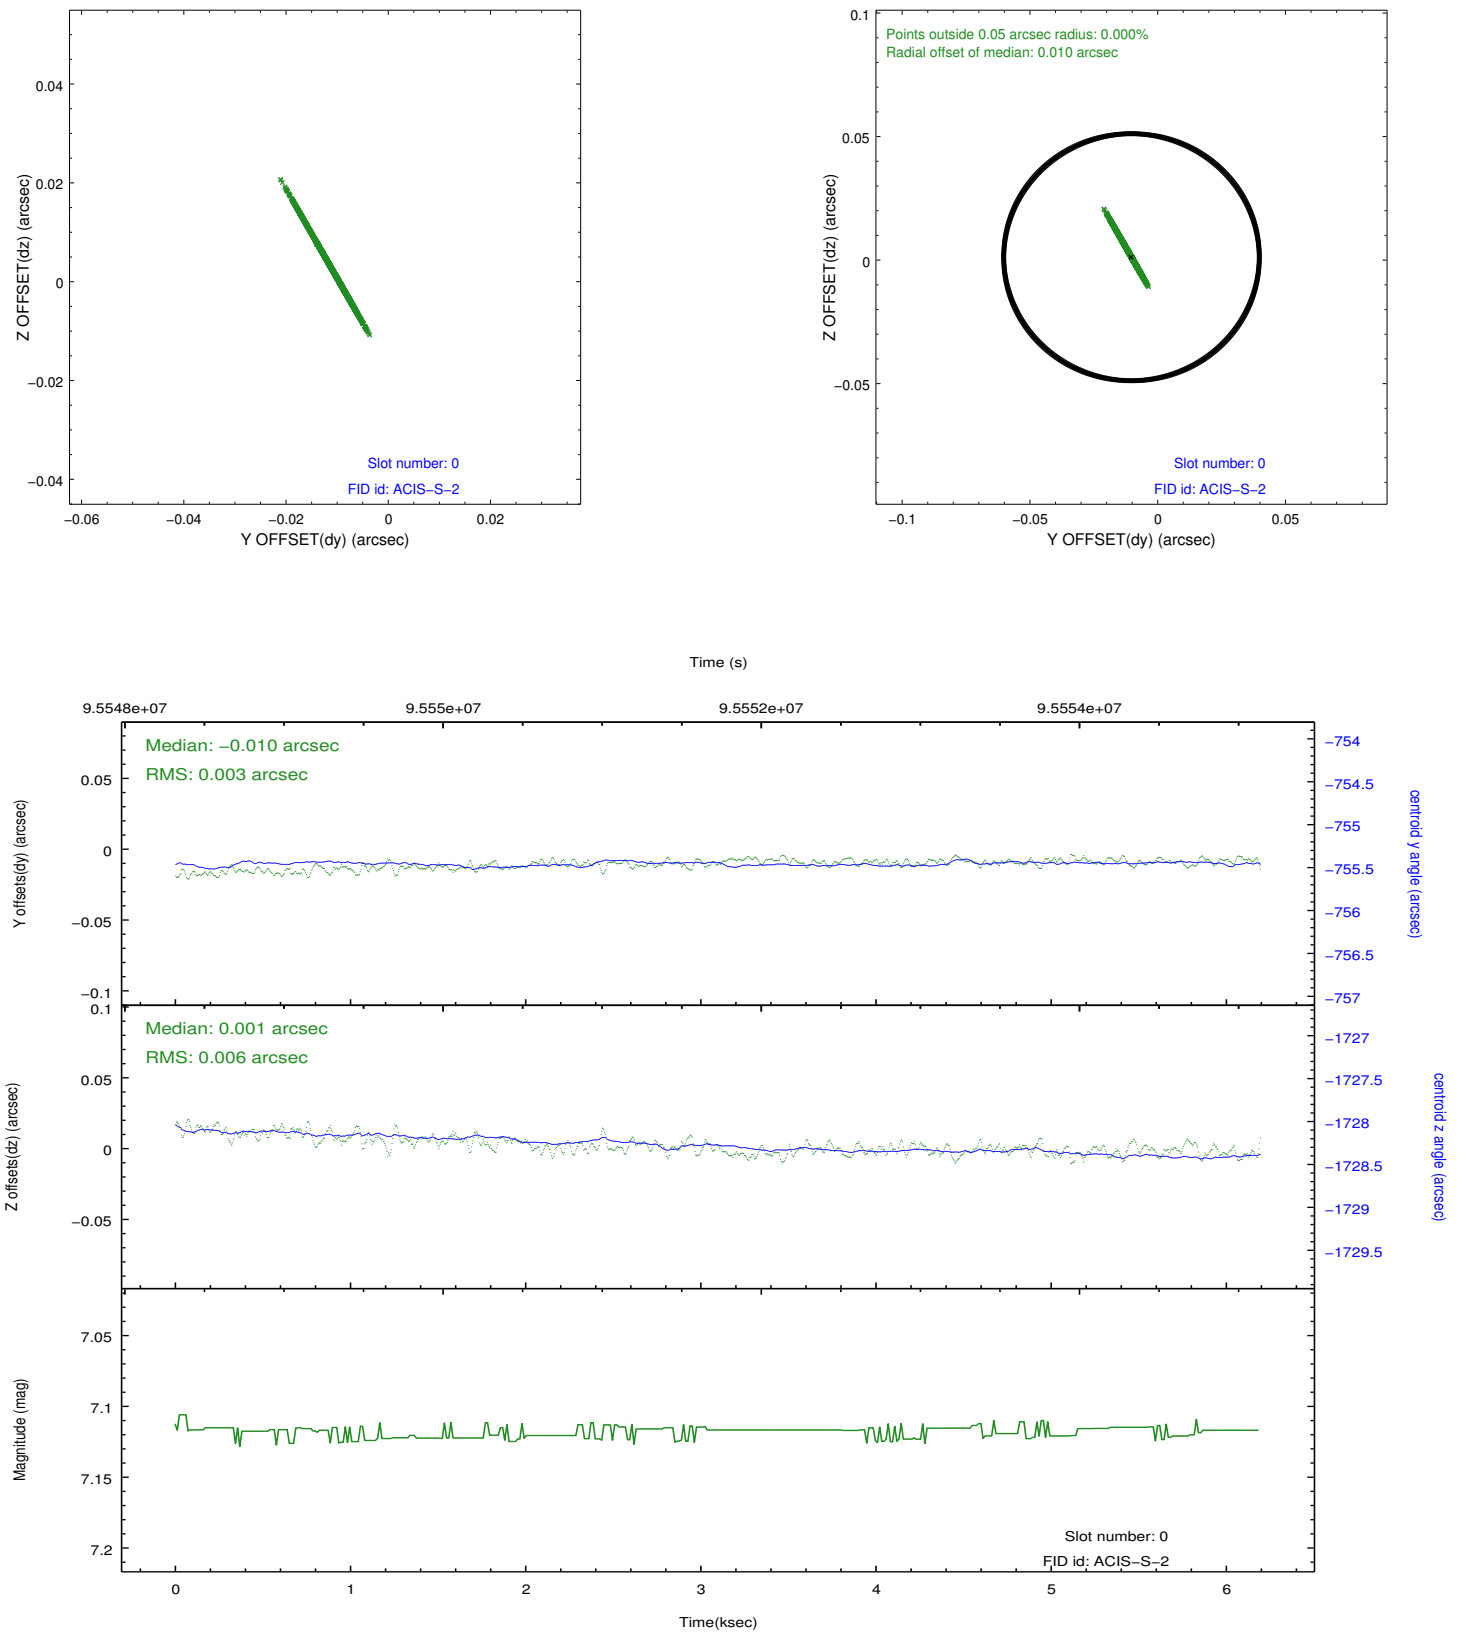 0.04
0.02
0
−0.02
−0.04
Z OFFSET(dz) (arcsec)
Slot number: 0
FID id: ACIS−S−2
−0.06 −0.04 −0.02 0 0.02
Y OFFSET(dy) (arcsec)
Points outside 0.05 arcsec radius: 0.000%
Radial offset of median: 0.010 arcsec
0.1
0.05
0
−0.05
Z OFFSET(dz) (arcsec)
Slot number: 0
FID id: ACIS−S−2
−0.1 −0.05 0 0.05
Y OFFSET(dy) (arcsec)
Time (s)
9.5548e+07 9.555e+07 9.5552e+07 9.5554e+07
Median: −0.010 arcsec
RMS: 0.003 arcsec
0.05
0
−0.05
−0.1
Y offsets(dy) (arcsec)
−754
−754.5
−755
−755.5
−756
−756.5
−757
centroid y angle (arcsec)
Median: 0.001 arcsec
RMS: 0.006 arcsec
0.1
0.05
0
−0.05
Z offsets(dz) (arcsec)
−1727
−1727.5
−1728
−1728.5
−1729
−1729.5
centroid z angle (arcsec)
7.05
7.1
7.15
7.2
Magnitude (mag)
Slot number: 0
FID id: ACIS−S−2
0 1 2 3 4 5 6
Time(ksec)